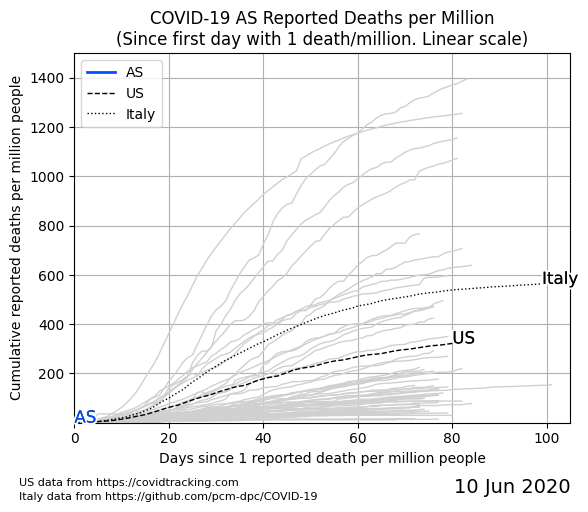 COVID-19 AS Reported Deaths per Million
(Since first day with 1 death/million. Linear scale)
Cumulative reported deaths per million people
1400
1200
1000
800
600
400
200
AS
US
Italy
Italy
US
AS
0
20
40
60
80
100
Days since 1 reported death per million people
US data from https://covidtracking.com
Italy data from https://github.com/pcm-dpc/COVID-19
10 Jun 2020